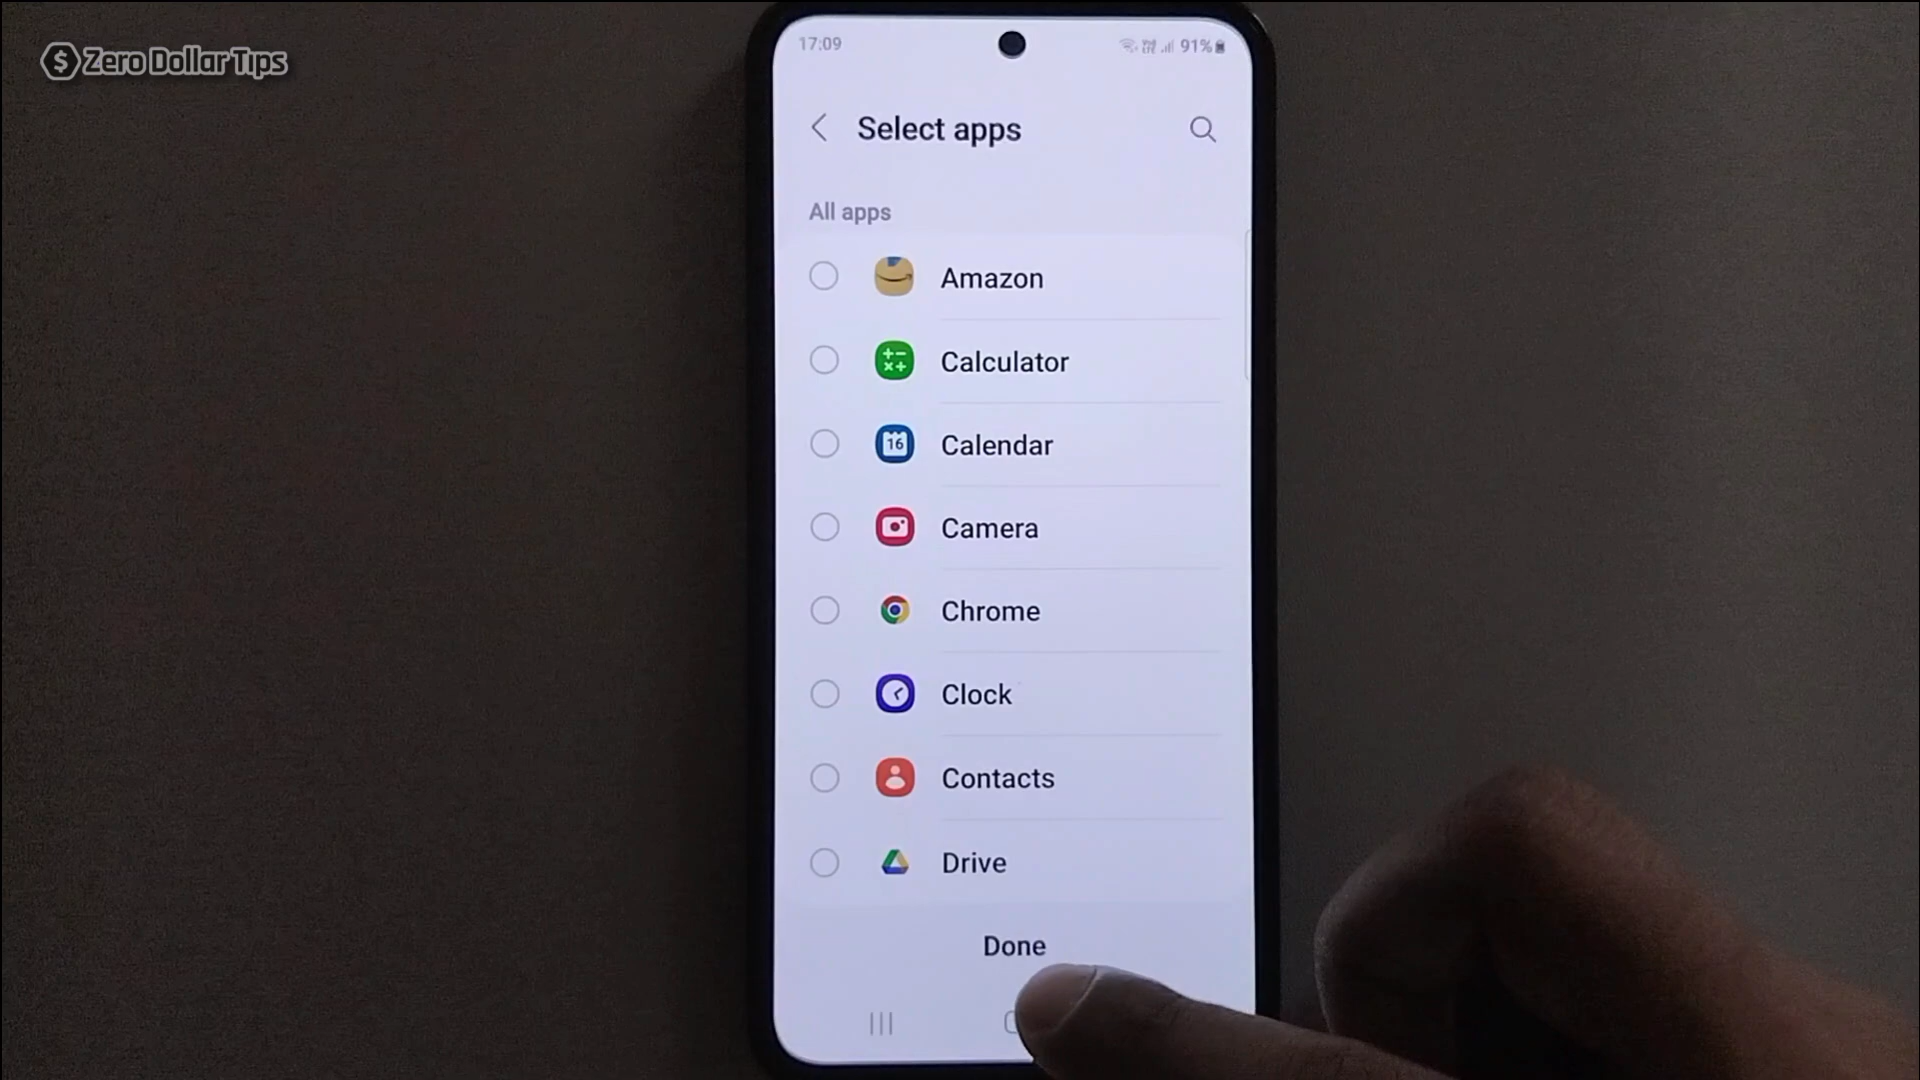 Zero Dollar Tips
17:09
91%
Select apps
All apps
Amazon
Calculator
16
Calendar
Camera
Chrome
Clock
Contacts
Drive
Done